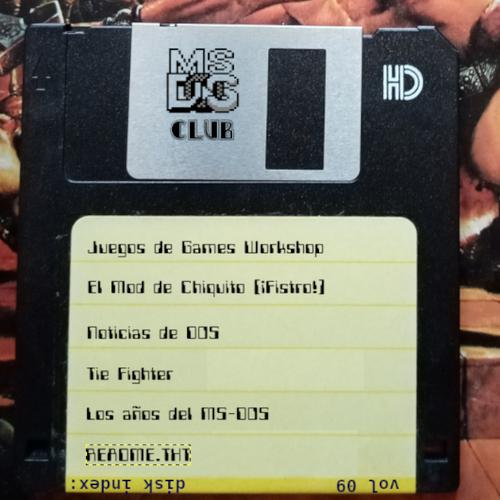 MS
DOS
CLUB
HD
Juegos de Games Workshop
El Mod de Chiquito (¡Fistro!)
Noticias de DOS
Tie Fighter
Los años del MS-DOS
README.TXT
disk index: vol 09